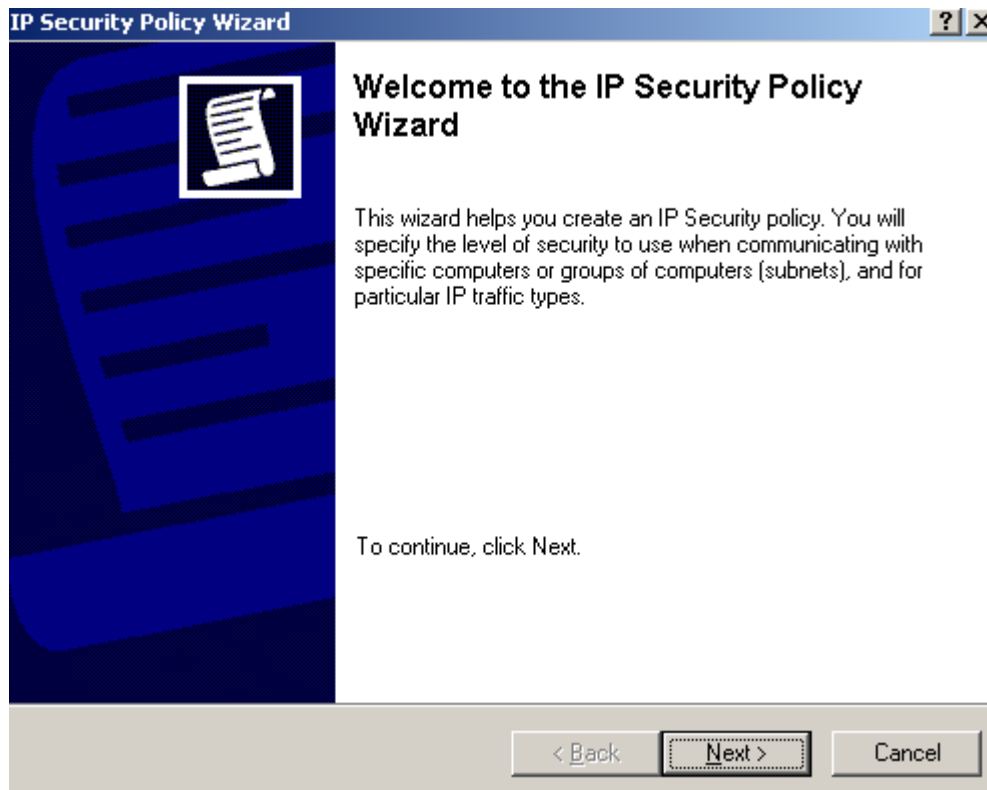 IP Security Policy Wizard
Welcome to the IP Security Policy
Wizard
This wizard helps you create an IP Security policy. You will
specify the level of security to use when communicating with
specific computers or groups of computers (subnets), and for
particular IP traffic types.
To continue, click Next.
< Back Next > Cancel